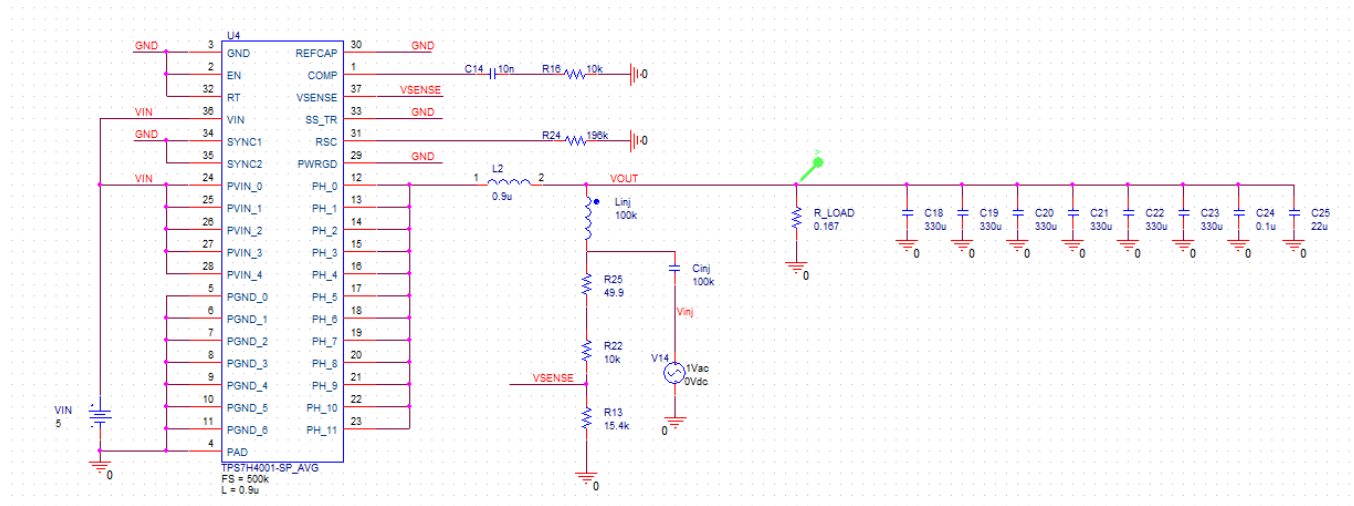 U4
GND 3 GND REFCAP 30 GND
2 EN COMP 1 C14 10n R16 10k 0
32 RT VSENSE 37 VSENSE
VIN 36 VIN SS_TR 33 GND
GND 34 SYNC1 RSC 31 R24 196k 0
35 SYNC2 PWRGD 29 GND
VIN 24 PVIN_0 PH_0 12 1 L2 2 VOUT
0.9u
25 PVIN_1 PH_1 13
26 PVIN_2 PH_2 14
27 PVIN_3 PH_3 15
28 PVIN_4 PH_4 16
5 PGND_0 PH_5 17
6 PGND_1 PH_6 18
7 PGND_2 PH_7 19
8 PGND_3 PH_8 20
9 PGND_4 PH_9 21
10 PGND_5 PH_10 22
11 PGND_6 PH_11 23
4 PAD
TPS7H4001-SP_AVG
FS = 500k
L = 0.9u
VIN
5
0
Linj
100k
R25
49.9
Cinj
100k
Vinj
R22
10k
V14
1Vac
0Vdc
0
VSENSE
R13
15.4k
0
V
R_LOAD
0.167
0
C18 C19 C20 C21 C22 C23 C24 C25
330u 330u 330u 330u 330u 330u 0.1u 22u
0 0 0 0 0 0 0 0